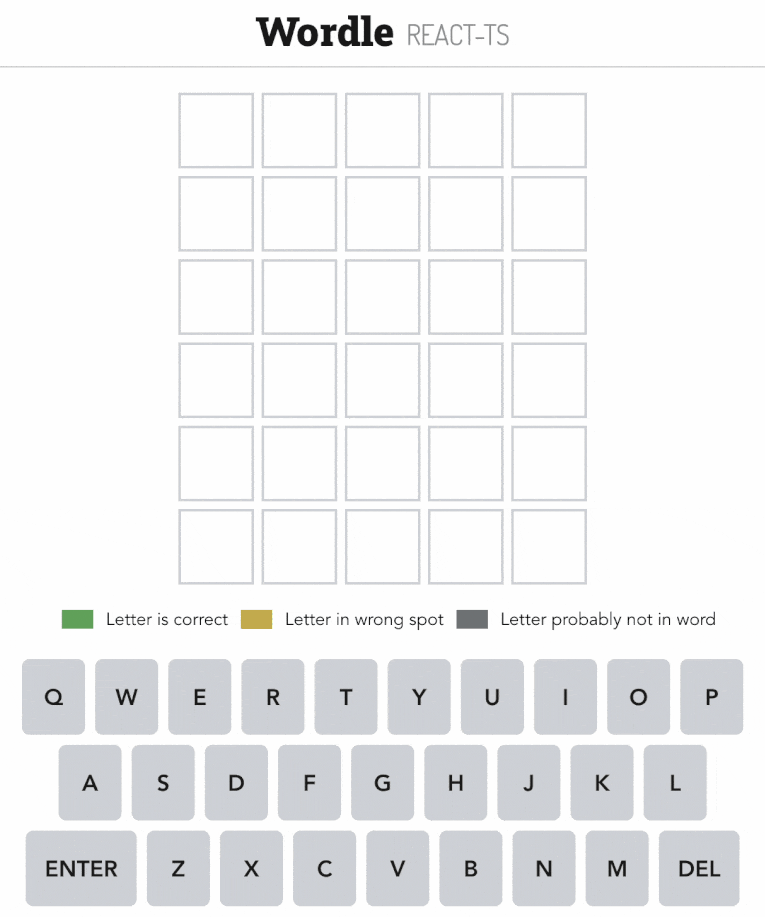 Wordle REACT-TS
Letter is correct Letter in wrong spot Letter probably not in word
Q W E R T Y U I O P
A S D F G H J K L
ENTER Z X C V B N M DEL